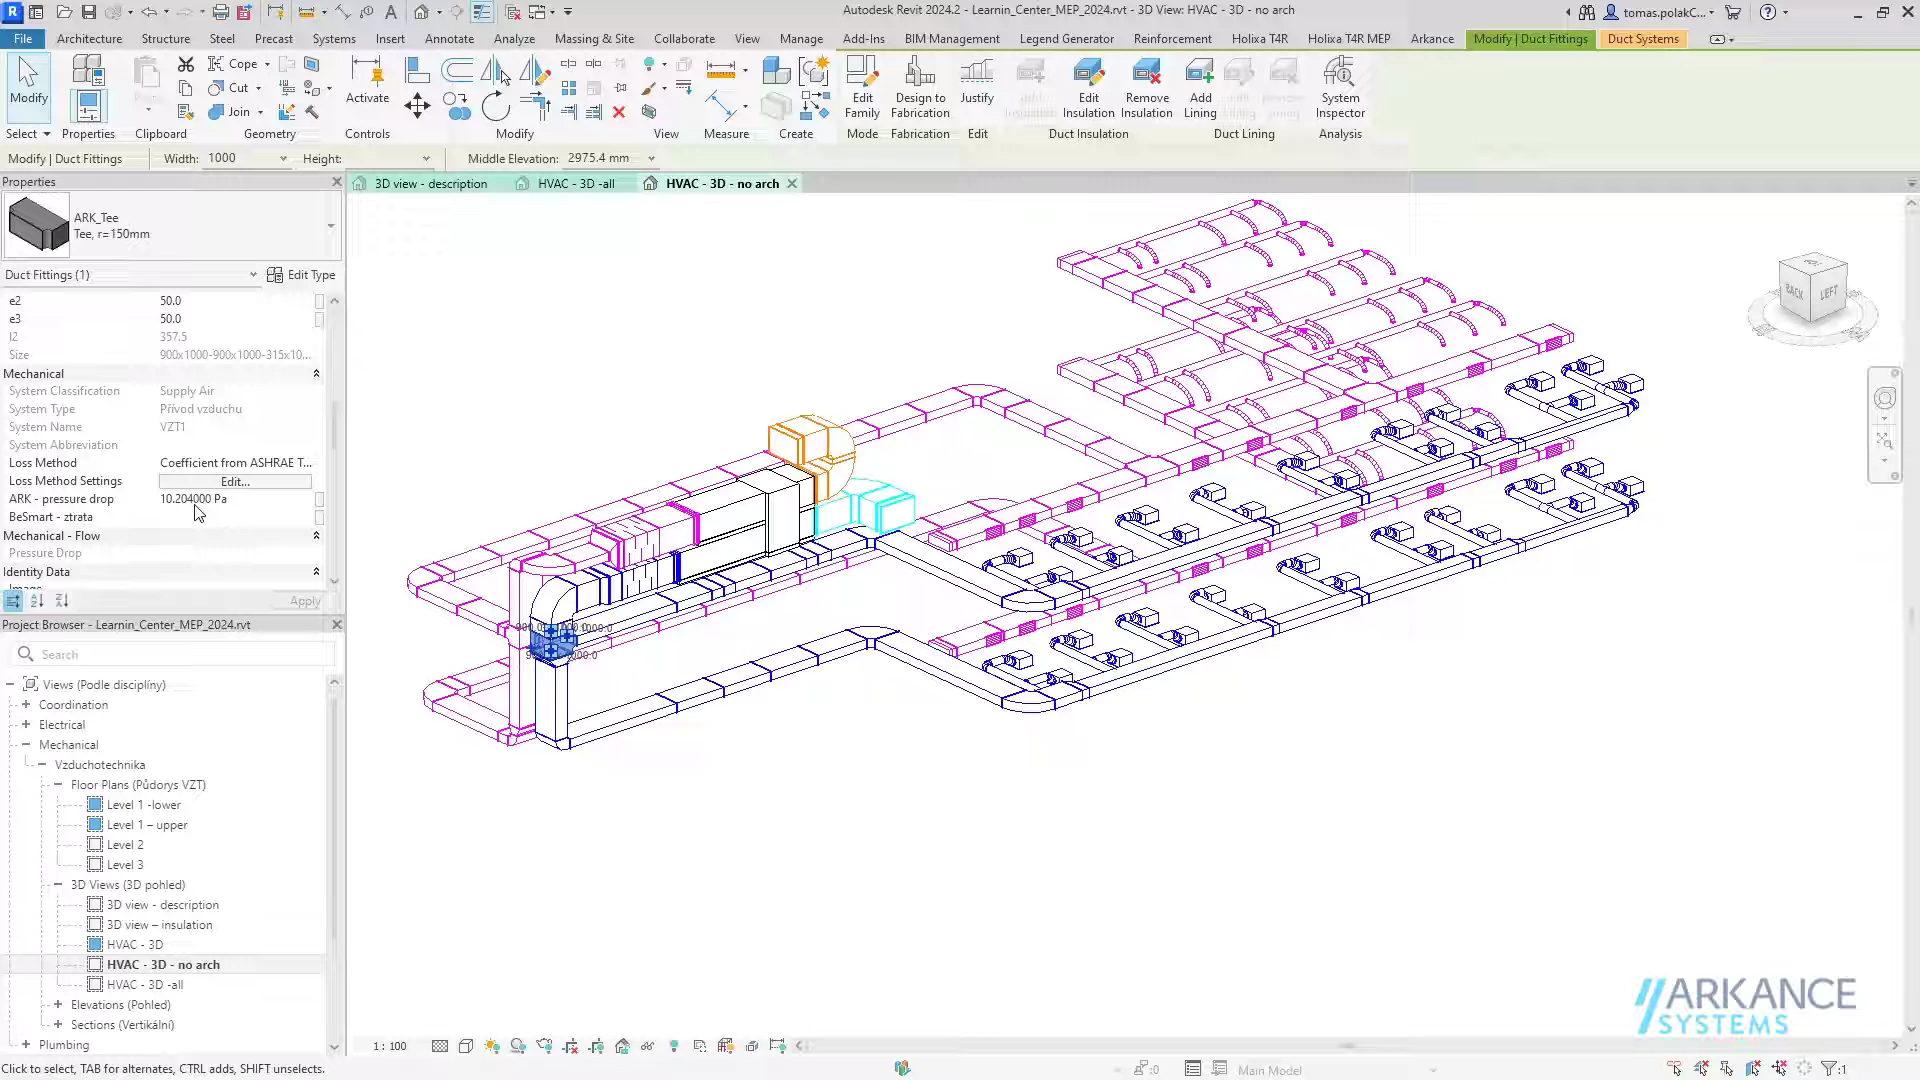 Autodesk Revit 2024.2 - Learnin_Center_MEP_2024.rvt - 3D View: HVAC - 3D - no arch
tomas.polakC...
File Architecture Structure Steel Precast Systems Insert Annotate Analyze Massing & Site Collaborate View Manage Add-Ins BIM Management Legend Generator Reinforcement Holixa T4R Holixa T4R MEP Arkance Modify | Duct Fittings Duct Systems
Modify
Cope
Cut
Join
Activate
Edit Family
Design to Fabrication
Justify
Edit Insulation
Remove Insulation
Add Lining
System Inspector
Select Properties Clipboard Geometry Controls Modify View Measure Create Mode Fabrication Edit Duct Insulation Duct Lining Analysis
Modify | Duct Fittings Width: 1000 Height: Middle Elevation: 2975.4 mm
Properties
3D view - description HVAC - 3D -all HVAC - 3D - no arch
ARK_Tee
Tee, r=150mm
Duct Fittings (1) Edit Type
e2 50.0
e3 50.0
l2 357.5
Size 900x1000-900x1000-315x10...
Mechanical
System Classification Supply Air
System Type Přívod vzduchu
System Name VZT1
System Abbreviation
Loss Method Coefficient from ASHRAE T...
Loss Method Settings Edit...
ARK - pressure drop 10.204000 Pa
BeSmart - ztrata
Mechanical - Flow
Pressure Drop
Identity Data
Apply
Project Browser - Learnin_Center_MEP_2024.rvt
Search
Views (Podle disciplíny)
Coordination
Electrical
Mechanical
Vzduchotechnika
Floor Plans (Půdorys VZT)
Level 1 -lower
Level 1 – upper
Level 2
Level 3
3D Views (3D pohled)
3D view - description
3D view – insulation
HVAC - 3D
HVAC - 3D - no arch
HVAC - 3D -all
Elevations (Pohled)
Sections (Vertikální)
Plumbing
BACK LEFT
ARKANCE
SYSTEMS
1 : 100
Click to select, TAB for alternates, CTRL adds, SHIFT unselects.
:0
Main Model
:1